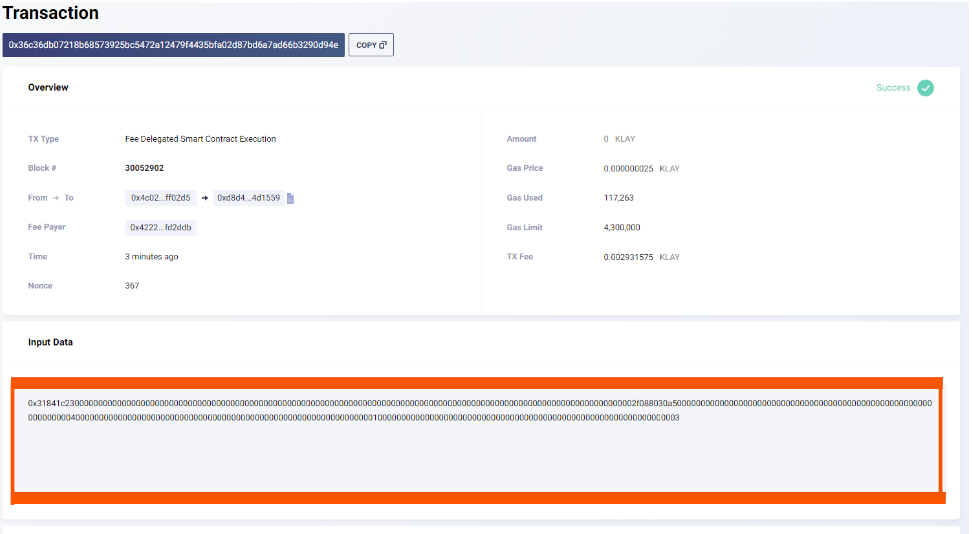 Transaction
0x36c36db07218b68573925bc5472a12479f4435bfa02d87bd6a7ad66b3290d94e COPY
Overview
Success
TX Type Fee Delegated Smart Contract Execution
Amount 0 KLAY
Block # 30052902
Gas Price 0.000000025 KLAY
From → To 0x4c02...ff02d5 → 0xd8d4...4d1559
Gas Used 117,263
Fee Payer 0x4222...fd2ddb
Gas Limit 4,300,000
Time 3 minutes ago
TX Fee 0.002931575 KLAY
Nonce 367
Input Data
0x31841c2300000000000000000000000000000000000000000000000000000000000000000000000000000000000000000000000000000000000000000000002f088030a5000000000000000000000000000000000000000000000000000000
0000000004000000000000000000000000000000000000000000000000000000000000000100000000000000000000000000000000000000000000000000000000000000003